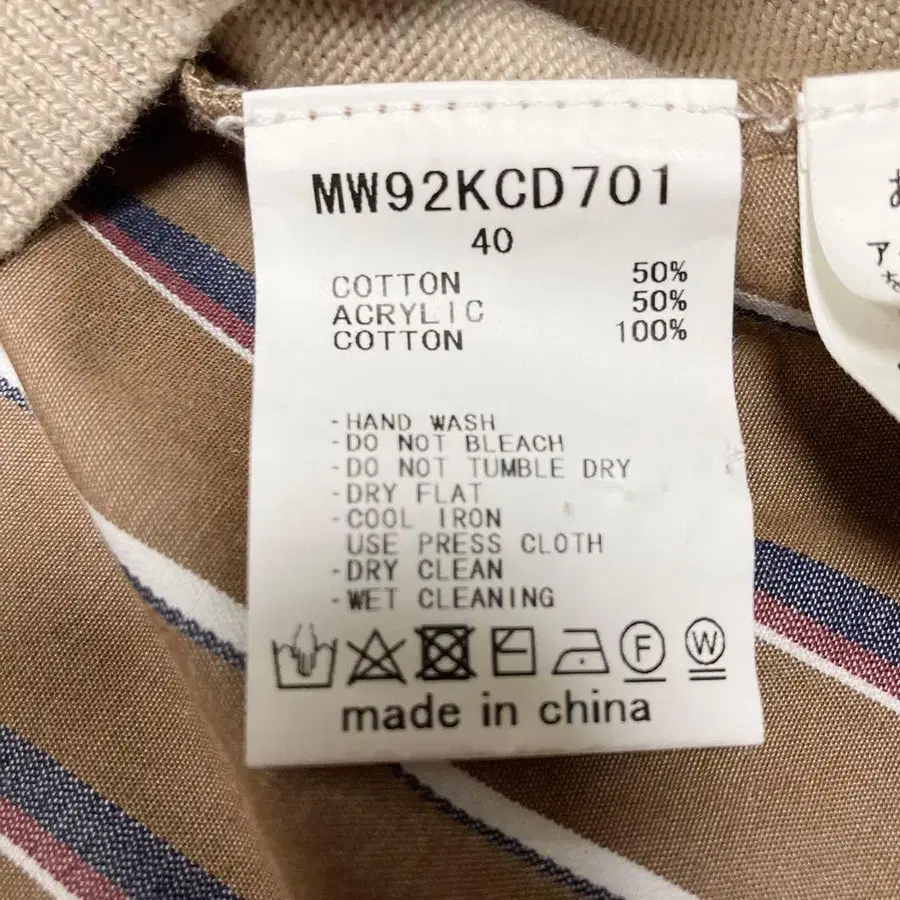 MW92KCD701
40
COTTON 50%
ACRYLIC 50%
COTTON 100%
-HAND WASH
-DO NOT BLEACH
-DO NOT TUMBLE DRY
-DRY FLAT
-COOL IRON
USE PRESS CLOTH
-DRY CLEAN
-WET CLEANING
F W
made in china
ア